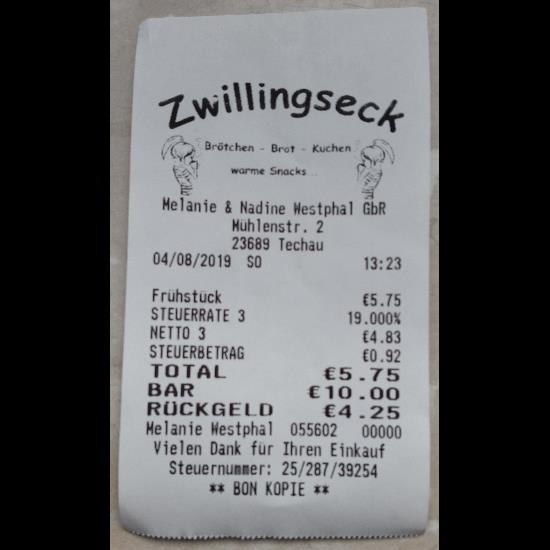 Zwillingseck
Brötchen - Brot - Kuchen
warme Snacks...
Melanie & Nadine Westphal GbR
Mühlenstr. 2
23689 Techau
04/08/2019 SO 13:23
Frühstück €5.75
STEUERRATE 3 19.000%
NETTO 3 €4.83
STEUERBETRAG €0.92
TOTAL €5.75
BAR €10.00
RÜCKGELD €4.25
Melanie Westphal 055602 00000
Vielen Dank für Ihren Einkauf
Steuernummer: 25/287/39254
** BON KOPIE **